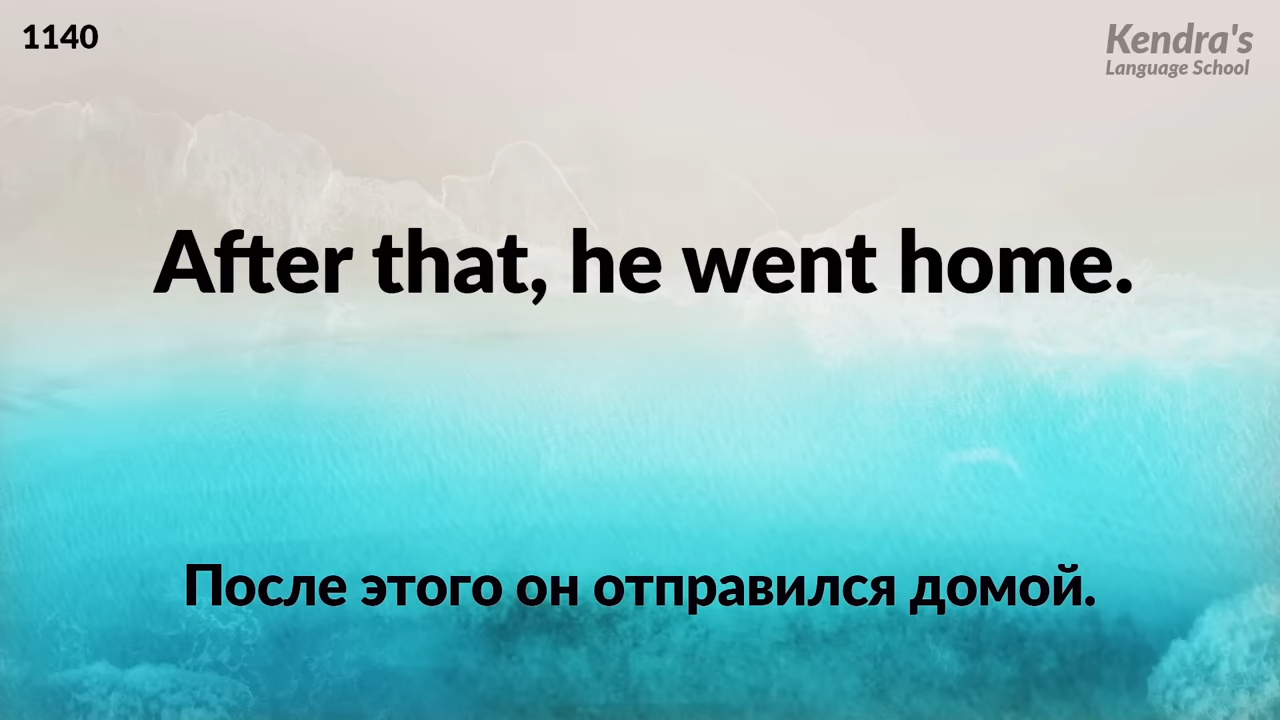 1140
Kendra's
Language School
After that, he went home.
После этого он отправился домой.